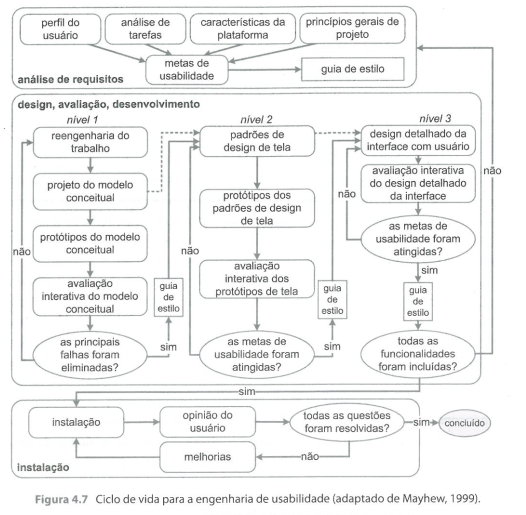 perfil do
usuário
análise de
tarefas
características da
plataforma
princípios gerais de
projeto
metas de
usabilidade
guia de estilo
análise de requisitos
design, avaliação, desenvolvimento
nível 1
reengenharia do
trabalho
projeto do modelo
conceitual
protótipos do modelo
conceitual
avaliação
interativa do modelo
conceitual
as principais
falhas foram
eliminadas?
não
sim
guia
de
estilo
nível 2
padrões de
design de tela
protótipos dos
padrões de design
de tela
avaliação
interativa dos
protótipos de tela
as metas de
usabilidade foram
atingidas?
não
sim
guia
de
estilo
nível 3
design detalhado da
interface com usuário
avaliação interativa
do design detalhado
da interface
as metas de
usabilidade foram
atingidas?
não
sim
guia
de
estilo
todas as
funcionalidades
foram incluídas?
não
sim
instalação
opinião do
usuário
todas as questões
foram resolvidas?
sim
concluído
melhorias
não
instalação
Figura 4.7 Ciclo de vida para a engenharia de usabilidade (adaptado de Mayhew, 1999).